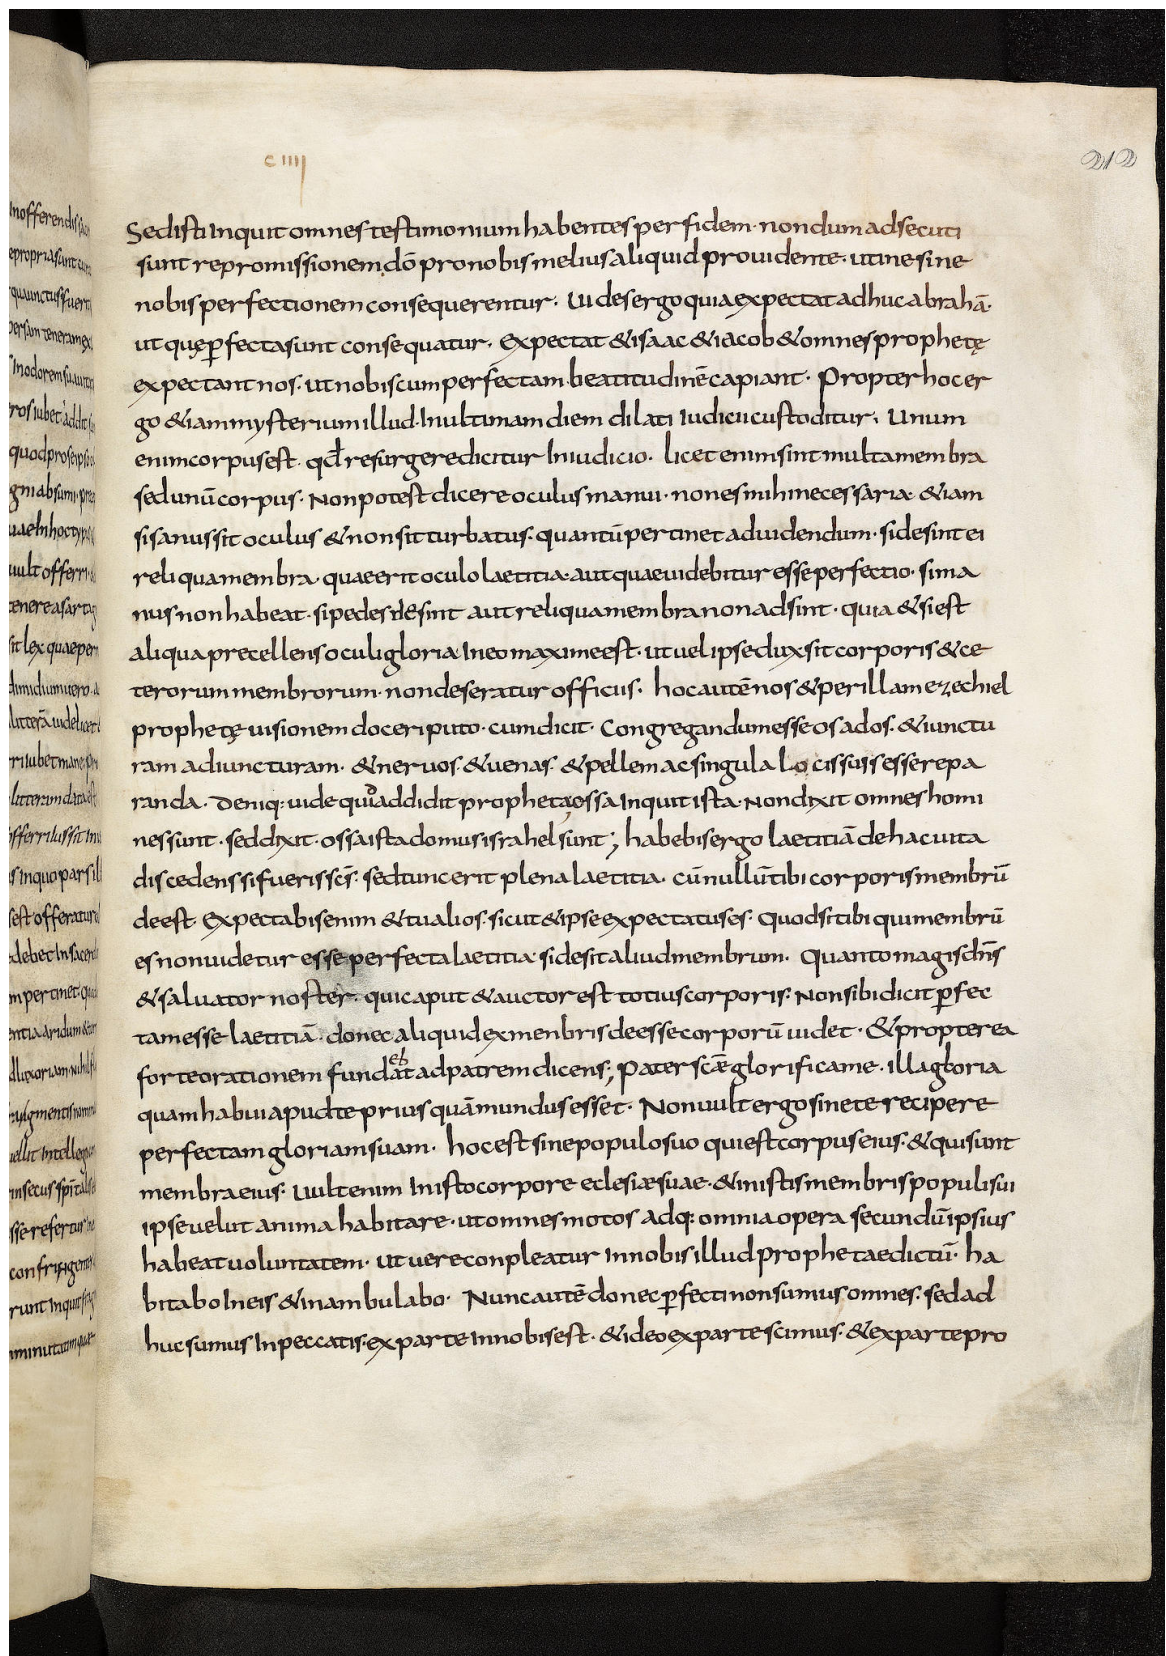 c iiii
212
Sed isti inquit omnes testimonium habentes per fidem· nondum adsecuti
sunt repromissionem dō pro nobis melius aliquid providente· ut ne sine
nobis perfectionem consequerentur· Vides ergo quia expectat adhuc abrahā·
ut quę ꝑfecta sunt consequatur· expectat & isaac & iacob & omnes prophetę
expectant nos· ut nobiscum perfectam beatitudinē capiant· Propter hoc er
go & iam mysterium illud· In ultimam diem dilati Iudicii custoditur· Unum
enim corpus est· qđ resurgere dicitur In iudicio· licet enim sint multa membra
sed unū corpus· Non potest dicere oculus manui· non es mihi necessaria· & iam
si sanus sit oculus & non sit turbatus· quantū pertinet ad uidendum· si desint ei
reliqua membra· quae erit oculo laetitia· aut quae uidebitur esse perfectio· si ma
nus non habeat· si pedes desint aut reliqua membra non adsint· quia & si est
aliqua precellens oculi gloria In eo maxime est· ut uel ipse dux sit corporis & ce
terorum membrorum· non deseratur officiis· hoc autē nos & per illam ezechiel
prophetę uisionem doceri puto· cum dicit· Congregandum esse os ad os· & iunctu
ram ad iuncturam· & neruos· & uenas· & pellem ac singula locis suis esse repa
randa· Deniq: uide quid addidit propheta, ossa Inquit ista· Non dixit omnes homi
nes sunt· sed dixit· ossa ista domus israhel sunt; habebis ergo laetitiā de hac uita
discedens si fueris scs̄· sed tunc erit plena laetitia· cū nullū tibi corporis membrū
deest· expectabis enim & tu alios· sicut & ipse expectatus es· Quod si tibi qui membrū
es non uidetur esse perfecta laetitia· si desit aliud membrum· Quanto magis dn̄s
& saluator noster· qui caput & auctor est totius corporis· Non sibi dicit ꝑfec
tam esse laetitiā· donec aliquid ex menbris deesse corporū uidet· & propterea
forte orationem fundat ad patrem dicens; Pater scāe glorifica me· illa gloria
quam habui apud te prius quā mundus esset· Non uult ergo sine te recipere
perfectam gloriam suam· hoc est sine populo suo qui est corpus eius· & qui sunt
membra eius· Uult enim In isto corpore eclesiæ suae· & in istis membris populi sui
ipse uelut anima habitare· ut omnes motos adq: omnia opera secundū ipsius
habeat uoluntatem· ut uere conpleatur In nobis illud prophetae dictū· ha
bitabo In eis & inambulabo· Nunc autē donec ꝑfecti non sumus omnes· sed ad
huc sumus In peccatis· ex parte In nobis est· & ideo ex parte scimus· & ex parte pro